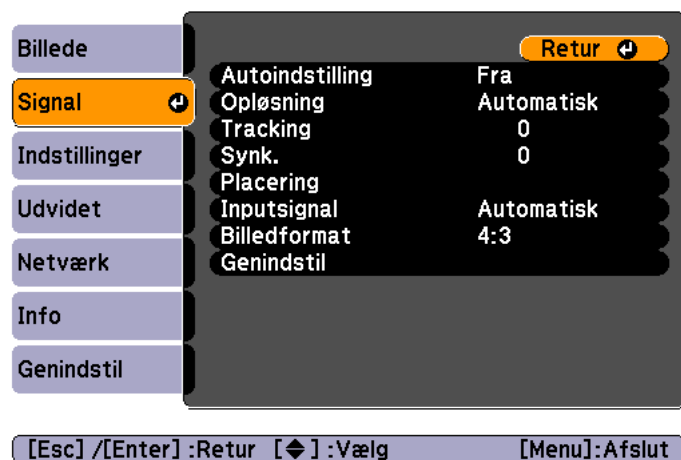 Billede
Signal
Indstillinger
Udvidet
Netværk
Info
Genindstil
Retur
Autoindstilling Fra
Opløsning Automatisk
Tracking 0
Synk. 0
Placering
Inputsignal Automatisk
Billedformat 4:3
Genindstil
[Esc] /[Enter] :Retur [◆] :Vælg [Menu]:Afslut